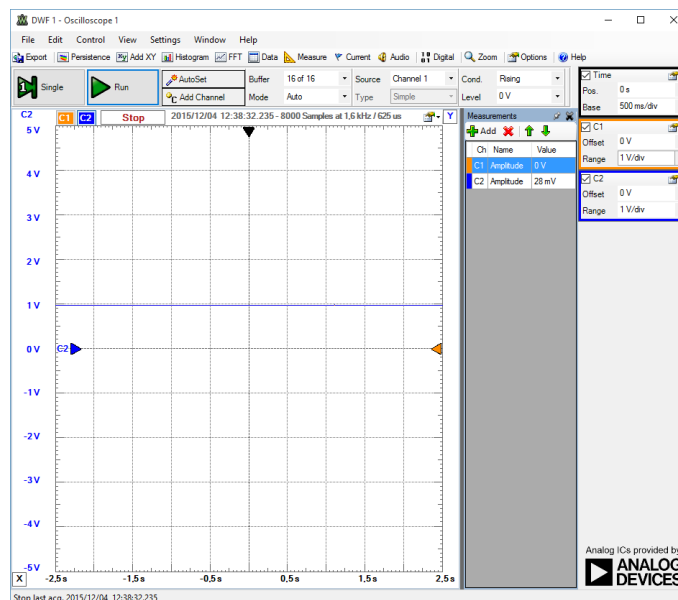 DWF 1 - Oscilloscope 1
File Edit Control View Settings Window Help
Export Persistence Add XY Histogram FFT Data Measure Current Audio Digital Zoom Options Help
1 Single Run AutoSet Buffer 16 of 16 Source Channel 1 Cond. Rising
Add Channel Mode Auto Type Simple Level 0 V
Time
Pos. 0 s
Base 500 ms/div
C1
Offset 0 V
Range 1 V/div
C2
Offset 0 V
Range 1 V/div
C2 C1 C2 Stop 2015/12/04 12:38:32.235 - 8000 Samples at 1,6 kHz / 625 us Y
Measurements
Add
Ch Name Value
C1 Amplitude 0 V
C2 Amplitude 28 mV
5 V
4 V
3 V
2 V
1 V
0 V C2
-1 V
-2 V
-3 V
-4 V
-5 V
X -2,5 s -1,5 s -0,5 s 0,5 s 1,5 s 2,5 s
Analog ICs provided by
ANALOG
DEVICES
Stop last acq. 2015/12/04 12:38:32.235